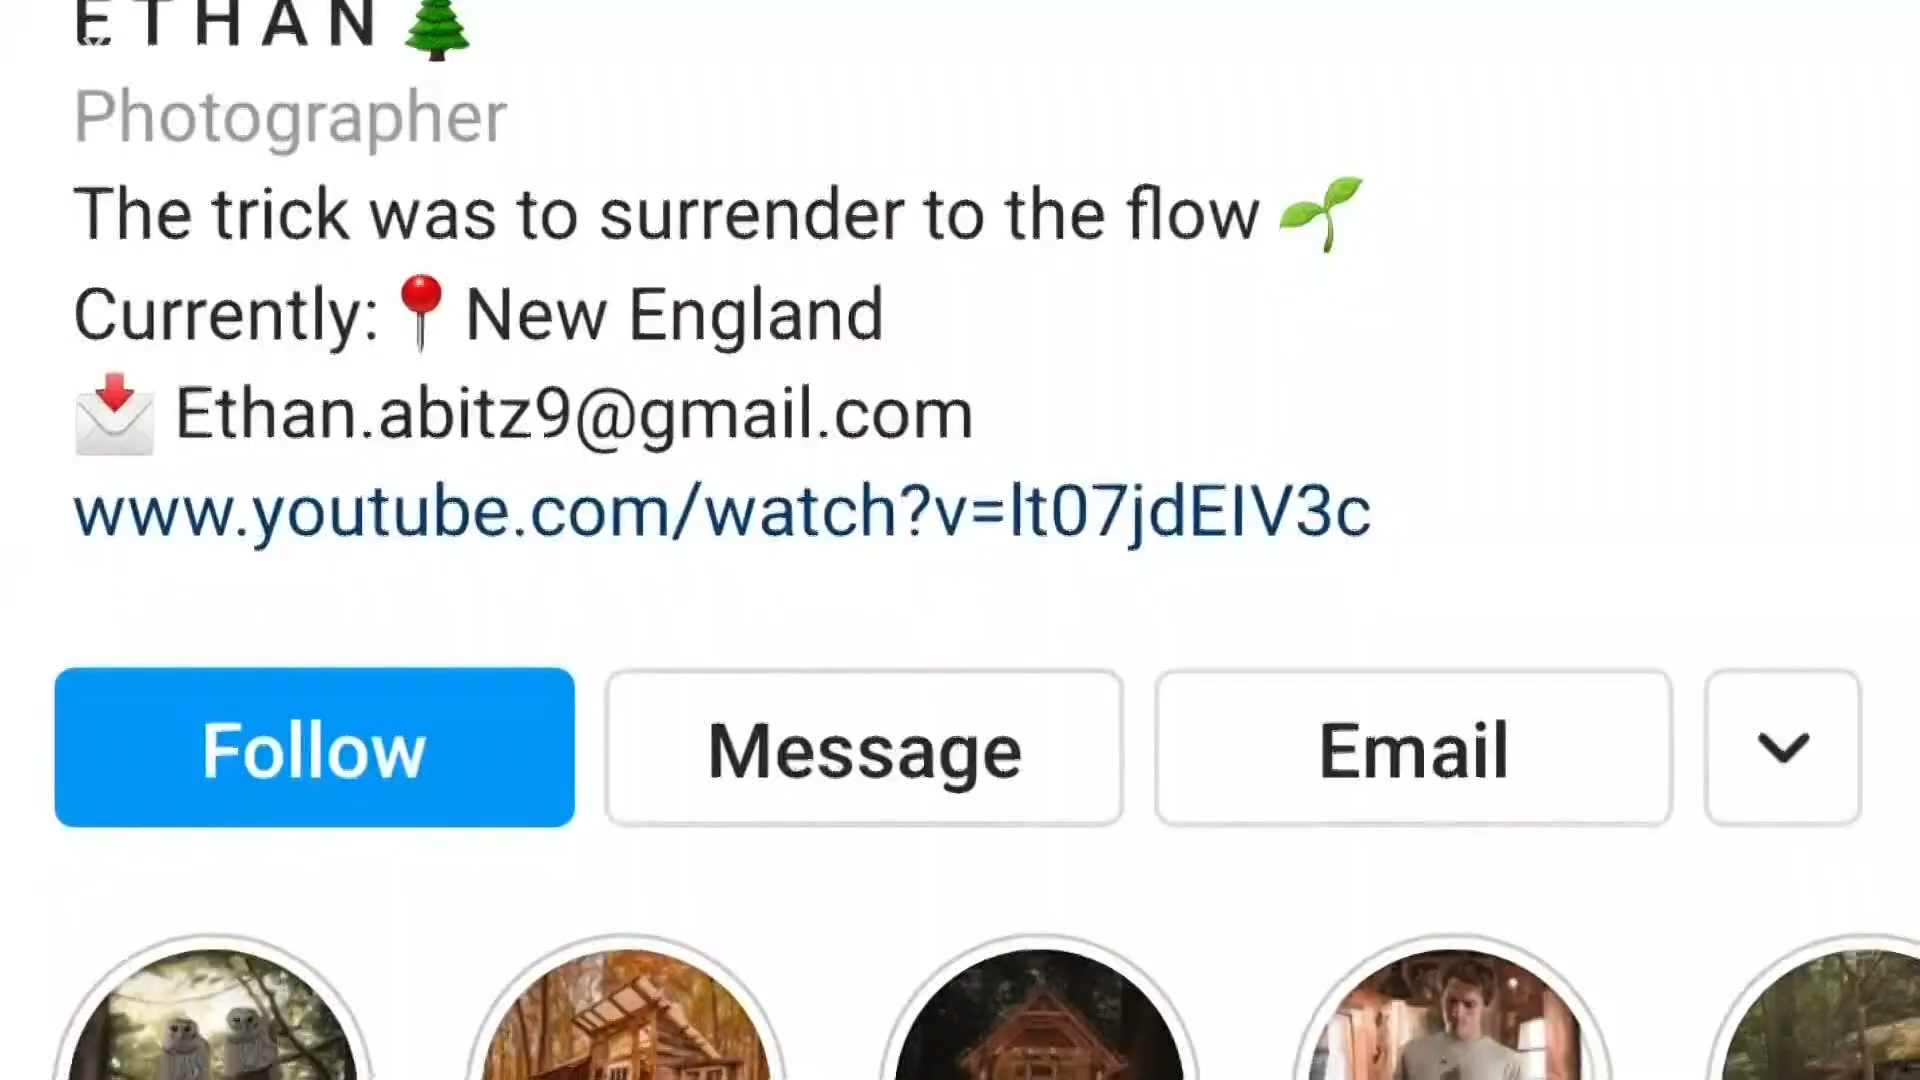 E T H A N 🌲
Photographer
The trick was to surrender to the flow 🌱
Currently: 📍 New England
📩 Ethan.abitz9@gmail.com
www.youtube.com/watch?v=lt07jdEIV3c
Follow
Message
Email